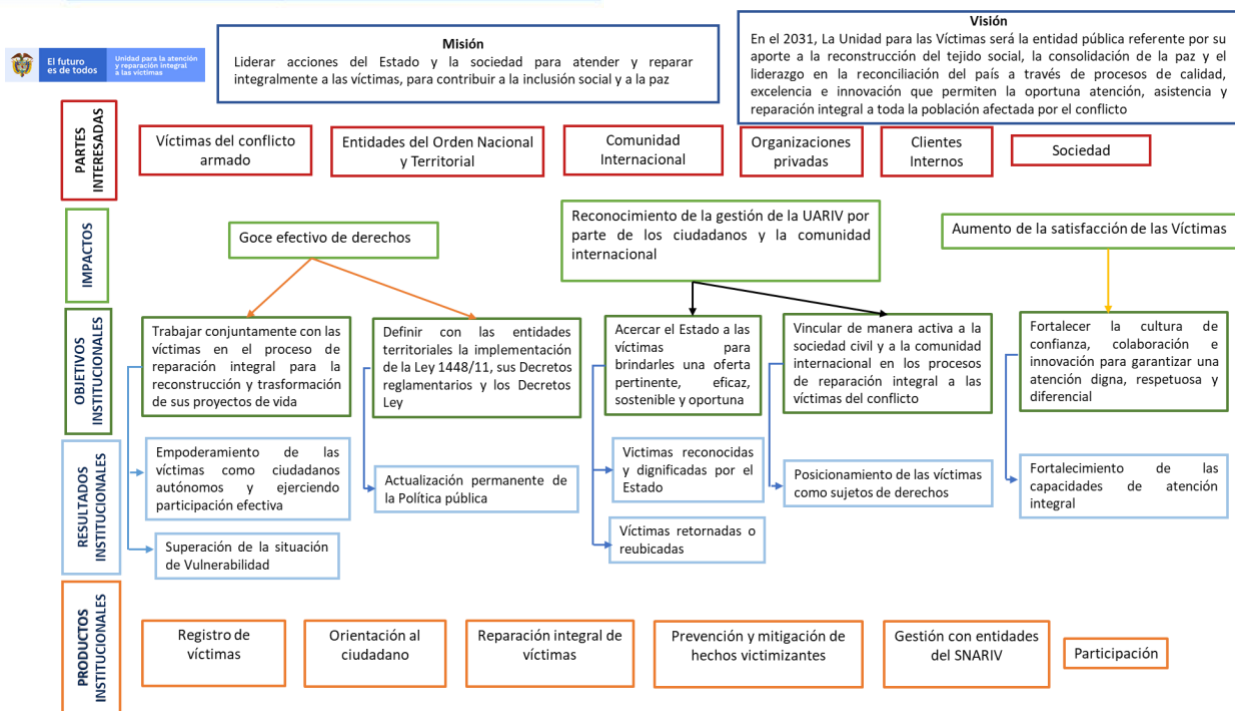 El futuro
es de todos
Unidad para la atención
y reparación integral
a las víctimas
Misión
Liderar acciones del Estado y la sociedad para atender y reparar
integralmente a las víctimas, para contribuir a la inclusión social y a la paz
Visión
En el 2031, La Unidad para las Víctimas será la entidad pública referente por su
aporte a la reconstrucción del tejido social, la consolidación de la paz y el
liderazgo en la reconciliación del país a través de procesos de calidad,
excelencia e innovación que permiten la oportuna atención, asistencia y
reparación integral a toda la población afectada por el conflicto
PARTES
INTERESADAS
Víctimas del conflicto
armado
Entidades del Orden Nacional
y Territorial
Comunidad
Internacional
Organizaciones
privadas
Clientes
Internos
Sociedad
IMPACTOS
Goce efectivo de derechos
Reconocimiento de la gestión de la UARIV por
parte de los ciudadanos y la comunidad
internacional
Aumento de la satisfacción de las Víctimas
OBJETIVOS
INSTITUCIONALES
Trabajar conjuntamente con las
víctimas en el proceso de
reparación integral para la
reconstrucción y trasformación
de sus proyectos de vida
Definir con las entidades
territoriales la implementación
de la Ley 1448/11, sus Decretos
reglamentarios y los Decretos
Ley
Acercar el Estado a las
víctimas para
brindarles una oferta
pertinente, eficaz,
sostenible y oportuna
Vincular de manera activa a la
sociedad civil y a la comunidad
internacional en los procesos
de reparación integral a las
víctimas del conflicto
Fortalecer la cultura de
confianza, colaboración e
innovación para garantizar una
atención digna, respetuosa y
diferencial
RESULTADOS
INSTITUCIONALES
Empoderamiento de las
víctimas como ciudadanos
autónomos y ejerciendo
participación efectiva
Superación de la situación
de Vulnerabilidad
Actualización permanente de
la Política pública
Victimas reconocidas
y dignificadas por el
Estado
Víctimas retornadas o
reubicadas
Posicionamiento de las víctimas
como sujetos de derechos
Fortalecimiento de las
capacidades de atención
integral
PRODUCTOS
INSTITUCIONALES
Registro de
víctimas
Orientación al
ciudadano
Reparación integral de
víctimas
Prevención y mitigación de
hechos victimizantes
Gestión con entidades
del SNARIV
Participación